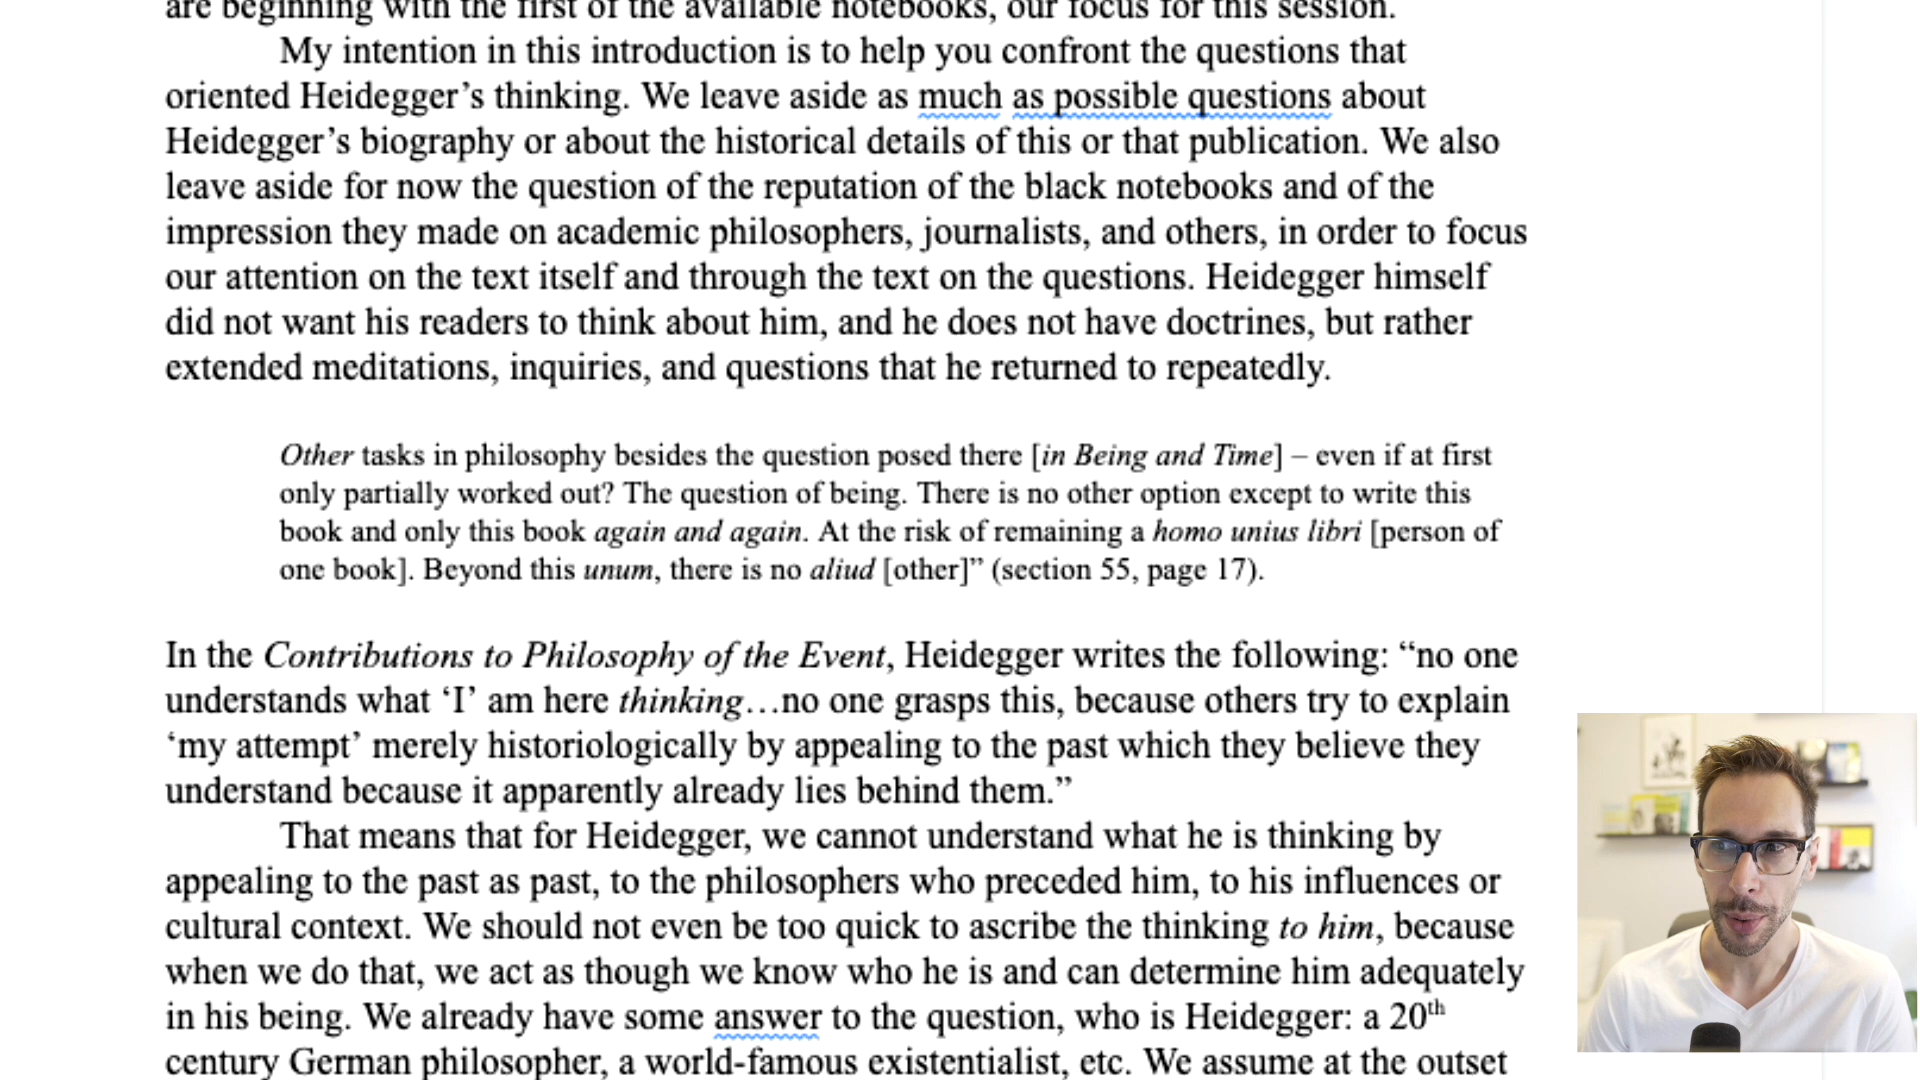 are beginning with the first of the available notebooks, our focus for this session.
My intention in this introduction is to help you confront the questions that
oriented Heidegger’s thinking. We leave aside as much as possible questions about
Heidegger’s biography or about the historical details of this or that publication. We also
leave aside for now the question of the reputation of the black notebooks and of the
impression they made on academic philosophers, journalists, and others, in order to focus
our attention on the text itself and through the text on the questions. Heidegger himself
did not want his readers to think about him, and he does not have doctrines, but rather
extended meditations, inquiries, and questions that he returned to repeatedly.
Other tasks in philosophy besides the question posed there [in Being and Time] – even if at first
only partially worked out? The question of being. There is no other option except to write this
book and only this book again and again. At the risk of remaining a homo unius libri [person of
one book]. Beyond this unum, there is no aliud [other]” (section 55, page 17).
In the Contributions to Philosophy of the Event, Heidegger writes the following: “no one
understands what ‘I’ am here thinking…no one grasps this, because others try to explain
‘my attempt’ merely historiologically by appealing to the past which they believe they
understand because it apparently already lies behind them.”
That means that for Heidegger, we cannot understand what he is thinking by
appealing to the past as past, to the philosophers who preceded him, to his influences or
cultural context. We should not even be too quick to ascribe the thinking to him, because
when we do that, we act as though we know who he is and can determine him adequately
in his being. We already have some answer to the question, who is Heidegger: a 20th
century German philosopher, a world-famous existentialist, etc. We assume at the outset